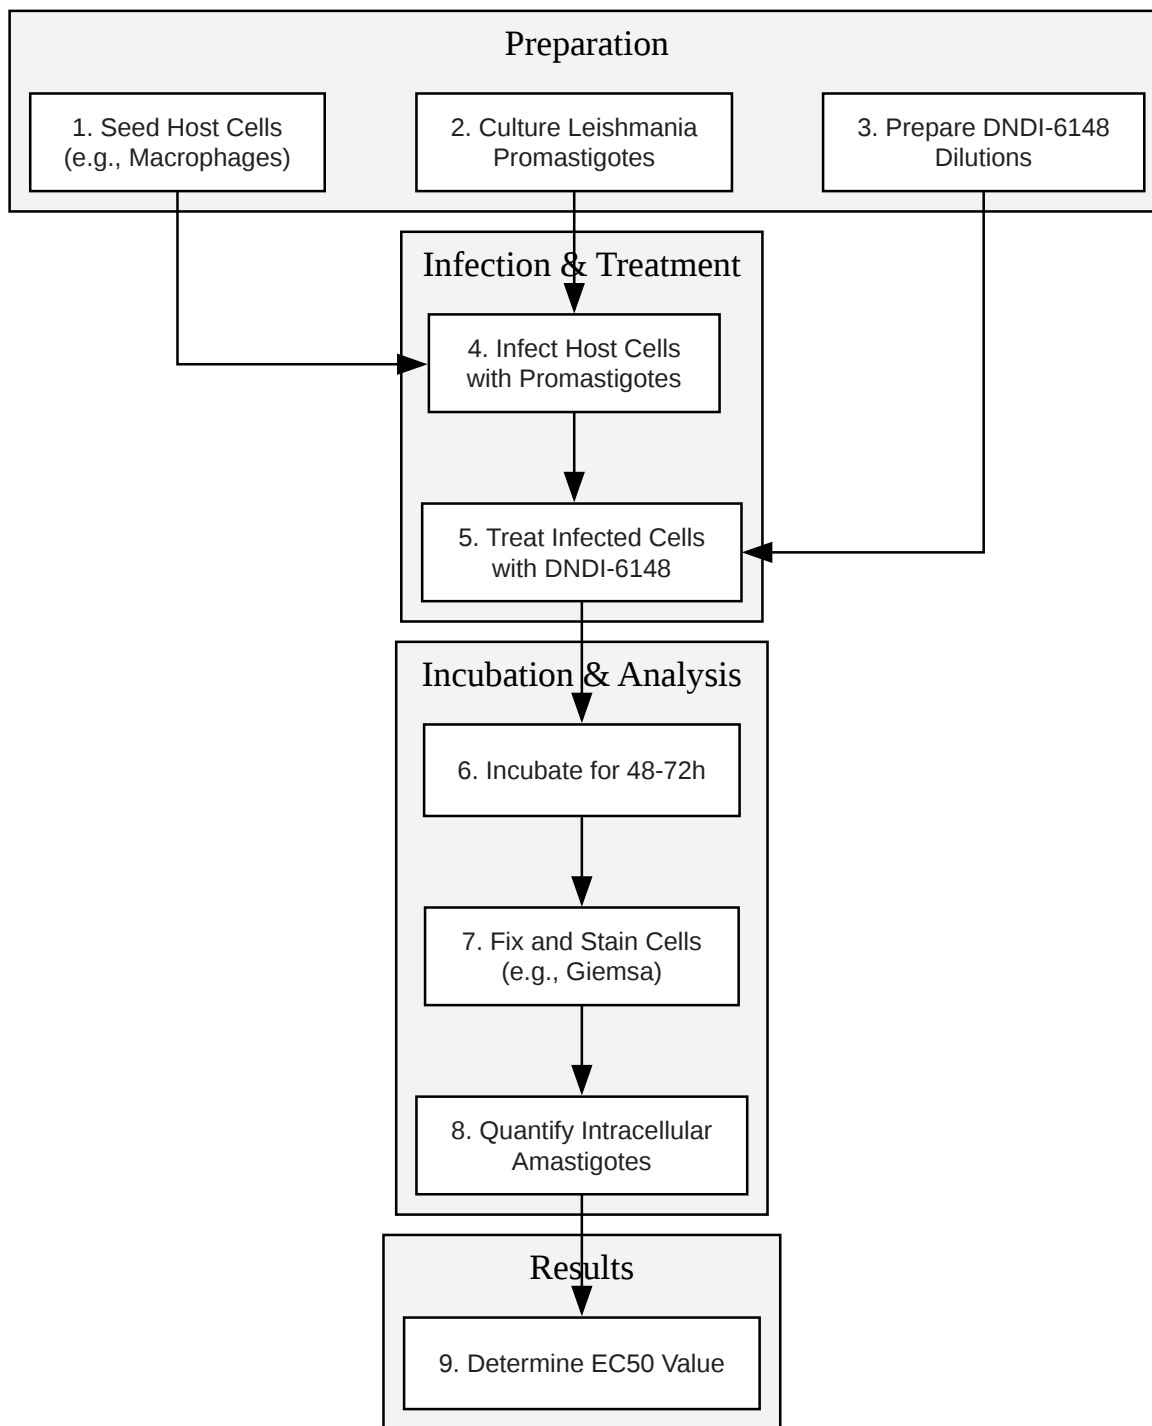 Preparation
1. Seed Host Cells
(e.g., Macrophages)
2. Culture Leishmania
Promastigotes
3. Prepare DNDI-6148
Dilutions
Infection & Treatment
4. Infect Host Cells
with Promastigotes
5. Treat Infected Cells
with DNDI-6148
Incubation & Analysis
6. Incubate for 48-72h
7. Fix and Stain Cells
(e.g., Giemsa)
8. Quantify Intracellular
Amastigotes
Results
9. Determine EC50 Value